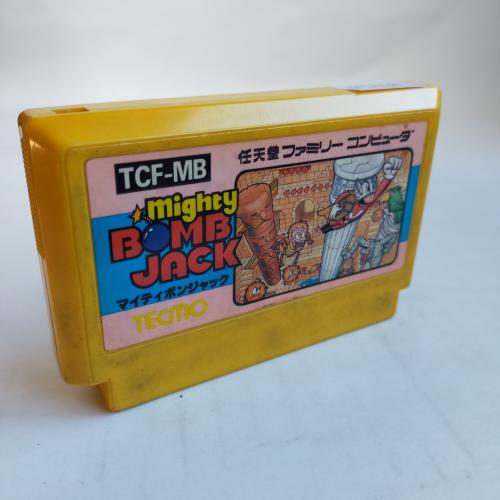 TCF-MB
任天堂 ファミリー コンピュータ
mighty
BOMB
JACK
マイティボンジャック
TECMO